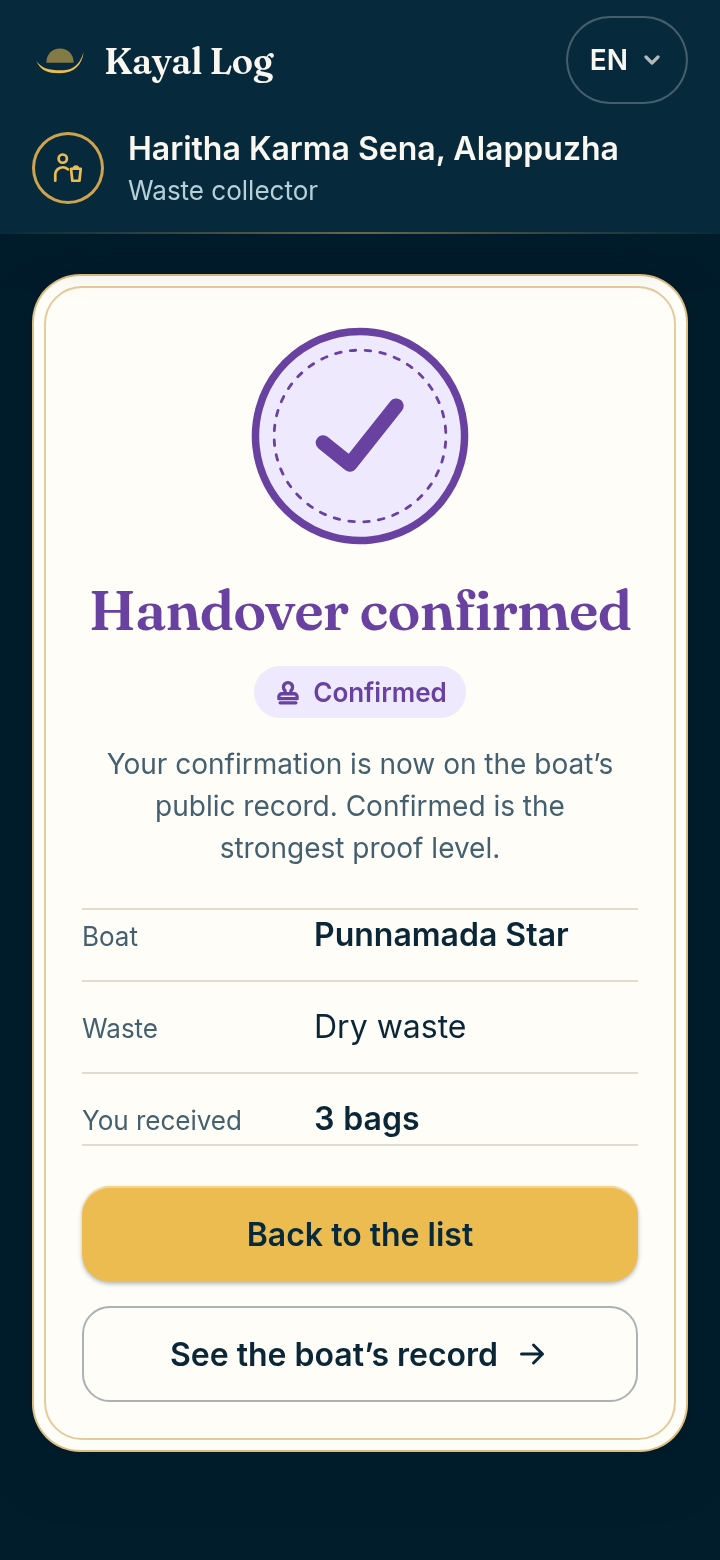 Kayal Log
EN
Haritha Karma Sena, Alappuzha
Waste collector
Handover confirmed
Confirmed
Your confirmation is now on the boat’s
public record. Confirmed is the
strongest proof level.
Boat Punnamada Star
Waste Dry waste
You received 3 bags
Back to the list
See the boat’s record →